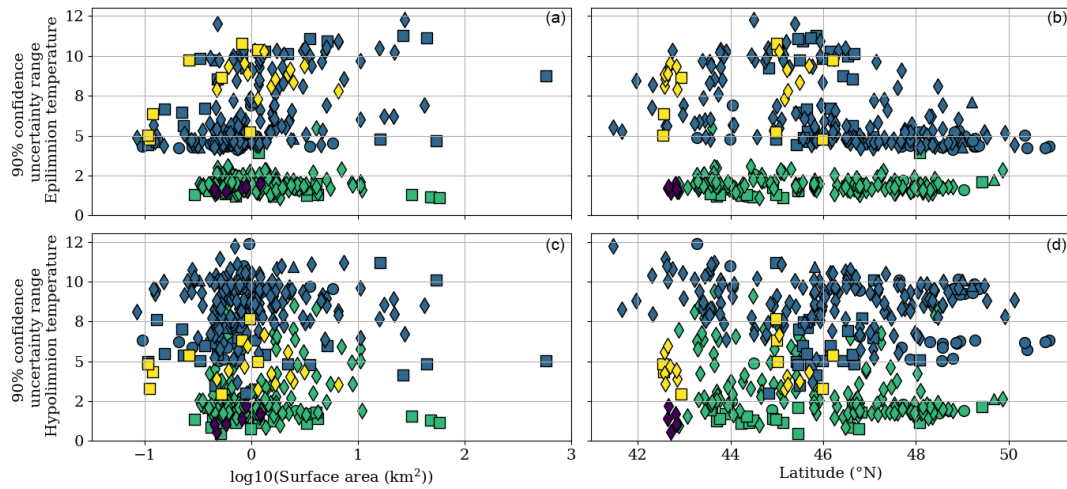 90% confidence
uncertainty range
Epilimnion temperature
12
10
8
5
2
0
(a)
(b)
90% confidence
uncertainty range
Hypolimnion temperature
12
10
8
5
2
0
(c)
(d)
−1
0
1
2
3
42
44
46
48
50
log10(Surface area (km²))
Latitude (°N)